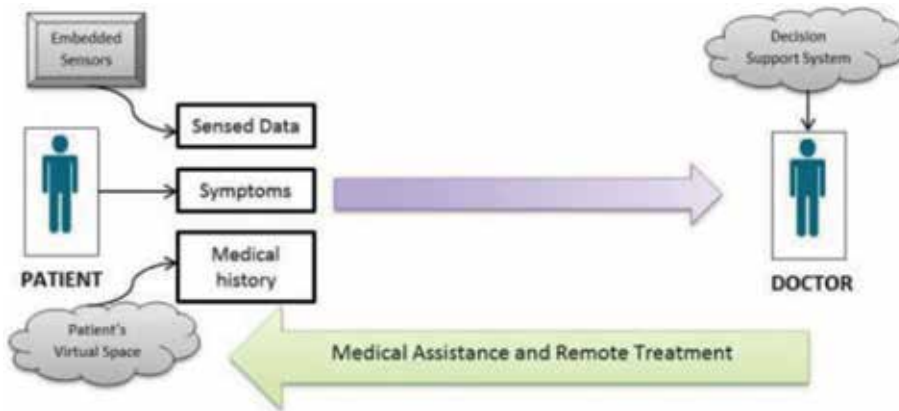 Embedded
Sensors
Decision
Support System
Sensed Data
Symptoms
Medical
history
PATIENT
DOCTOR
Patient's
Virtual Space
Medical Assistance and Remote Treatment